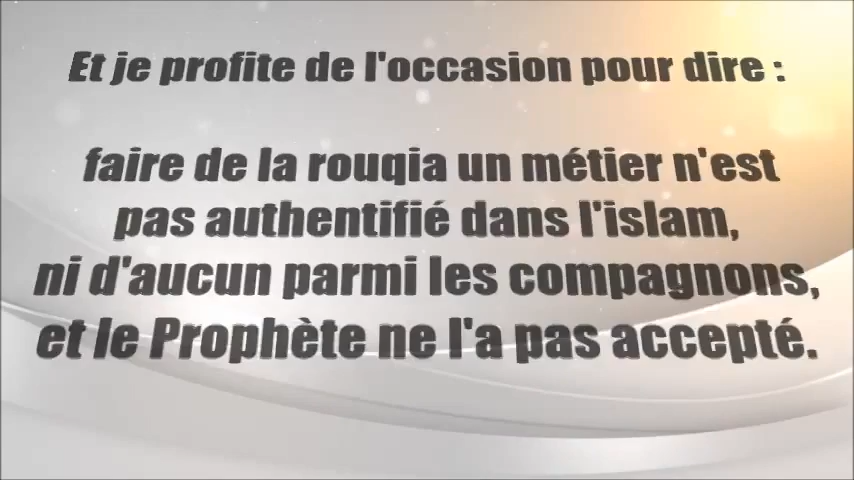 Et je profite de l'occasion pour dire :
faire de la rouqia un métier n'est
pas authentifié dans l'islam,
ni d'aucun parmi les compagnons,
et le Prophète ne l'a pas accepté.